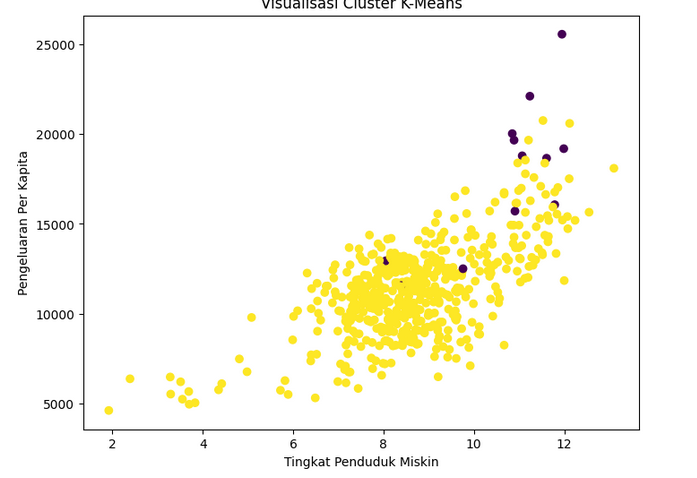 Visualisasi Cluster K-Means
Pengeluaran Per Kapita
25000
20000
15000
10000
5000
2 4 6 8 10 12
Tingkat Penduduk Miskin